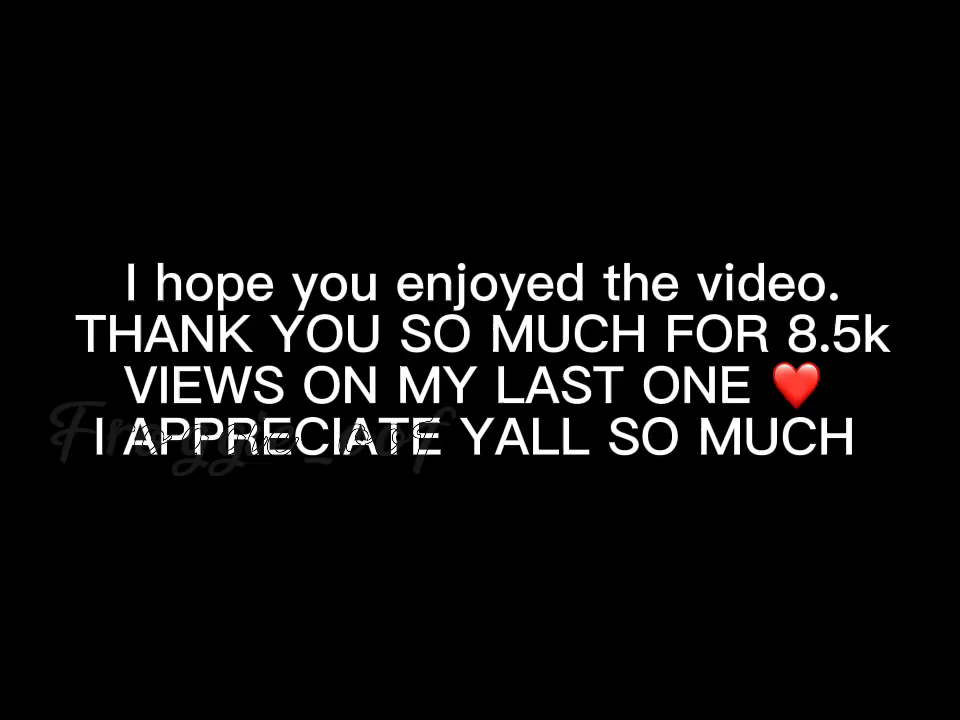 I hope you enjoyed the video.
THANK YOU SO MUCH FOR 8.5k
VIEWS ON MY LAST ONE ❤️
I APPRECIATE YALL SO MUCH